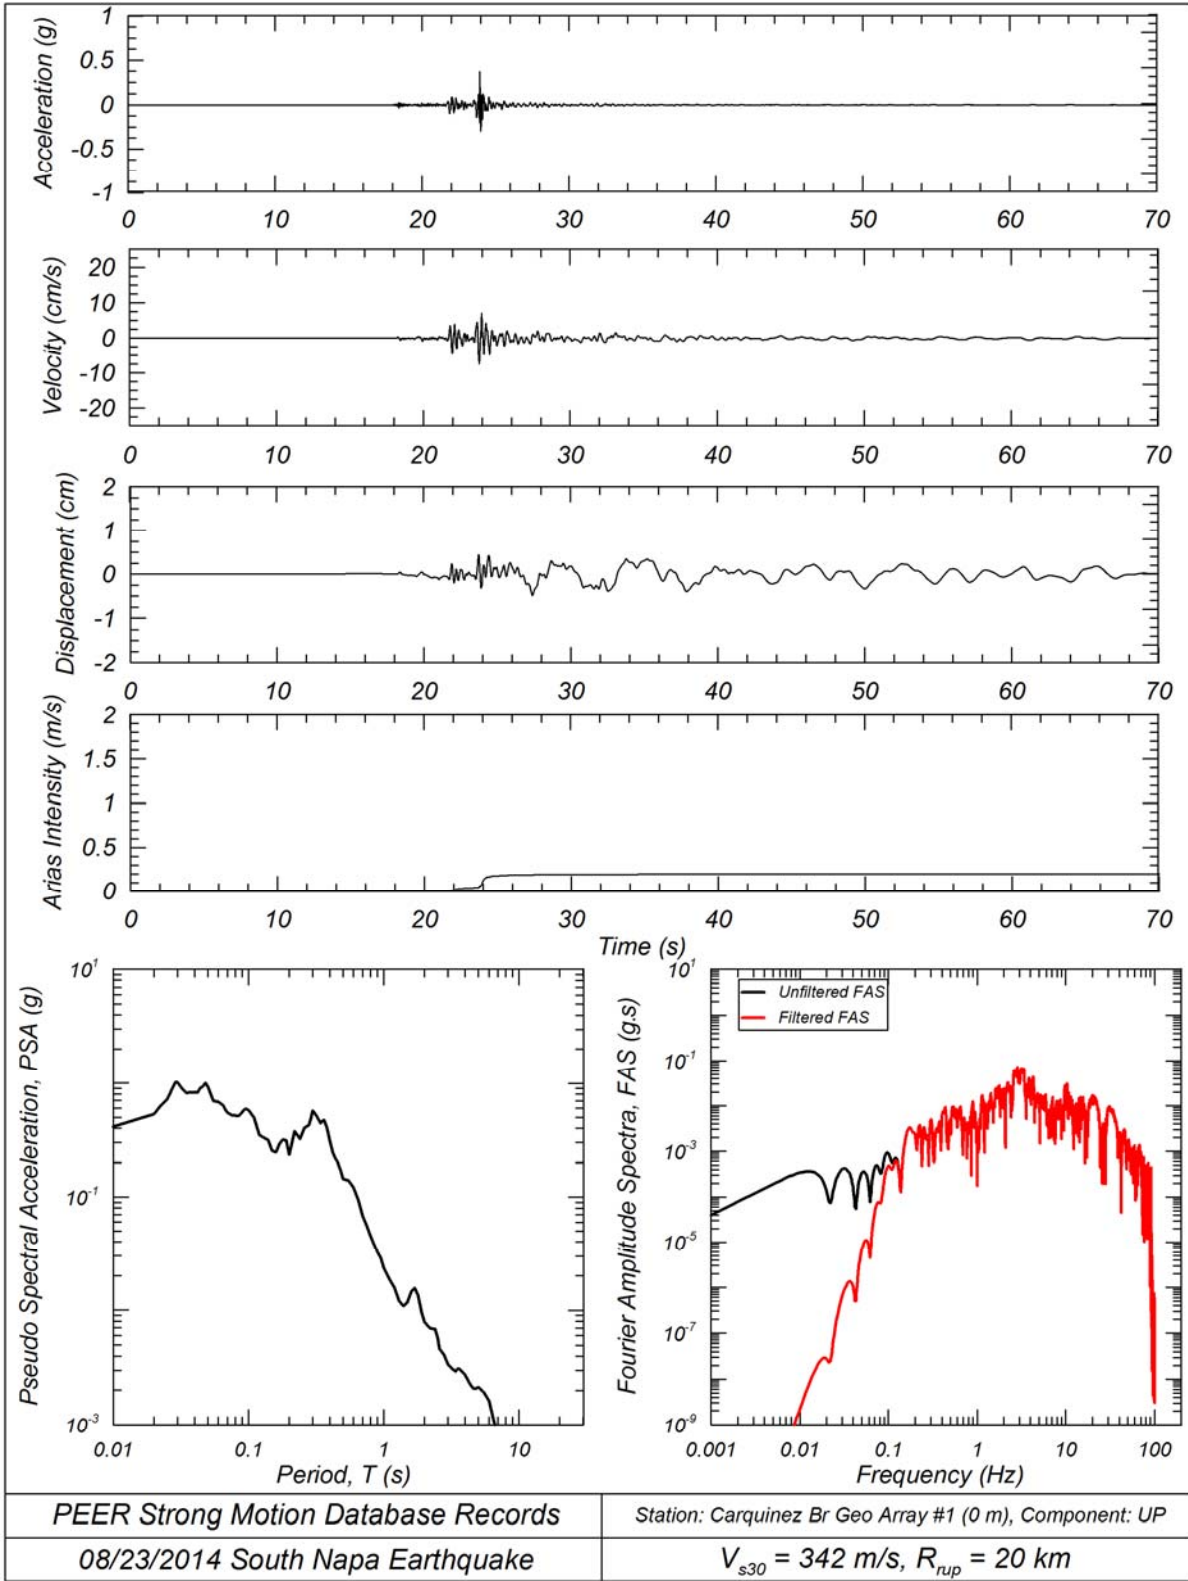 Acceleration (g)
1
0.5
0
-0.5
-1
0 10 20 30 40 50 60 70
Velocity (cm/s)
20
10
0
-10
-20
0 10 20 30 40 50 60 70
Displacement (cm)
2
1
0
-1
-2
0 10 20 30 40 50 60 70
Arias Intensity (m/s)
2
1.5
1
0.5
0
0 10 20 30 40 50 60 70
Time (s)
Pseudo Spectral Acceleration, PSA (g)
10¹
10⁻¹
10⁻³
0.01 0.1 1 10
Period, T (s)
Fourier Amplitude Spectra, FAS (g.s)
10¹
10⁻¹
10⁻³
10⁻⁵
10⁻⁷
10⁻⁹
Unfiltered FAS
Filtered FAS
0.001 0.01 0.1 1 10 100
Frequency (Hz)
PEER Strong Motion Database Records
Station: Carquinez Br Geo Array #1 (0 m), Component: UP
08/23/2014 South Napa Earthquake
Vs30 = 342 m/s, Rrup = 20 km